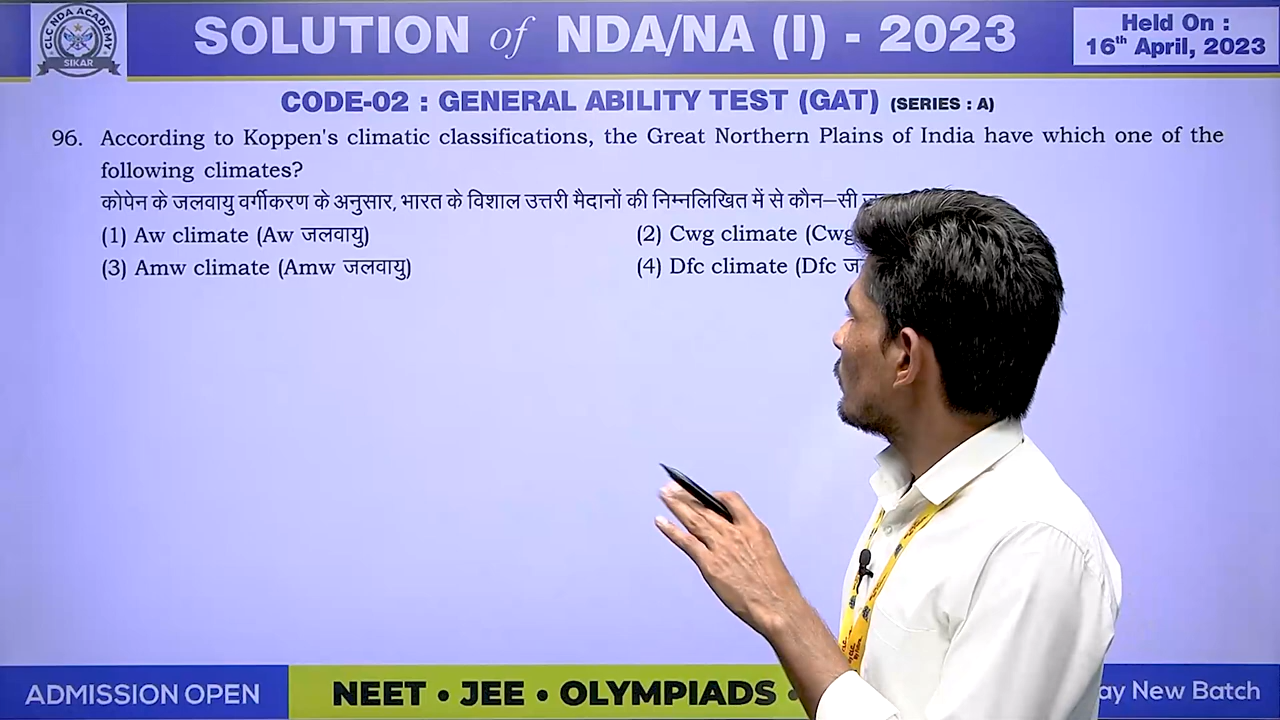 CLC NDA ACADEMY
SIKAR
SOLUTION of NDA/NA (I) - 2023
Held On :
16th April, 2023
CODE-02 : GENERAL ABILITY TEST (GAT) (SERIES : A)
96. According to Koppen's climatic classifications, the Great Northern Plains of India have which one of the
following climates?
कोपेन के जलवायु वर्गीकरण के अनुसार, भारत के विशाल उत्तरी मैदानों की निम्नलिखित में से कौन–सी
(1) Aw climate (Aw जलवायु)
(2) Cwg climate (Cwg
(3) Amw climate (Amw जलवायु)
(4) Dfc climate (Dfc
ADMISSION OPEN
NEET • JEE • OLYMPIADS •
New Batch